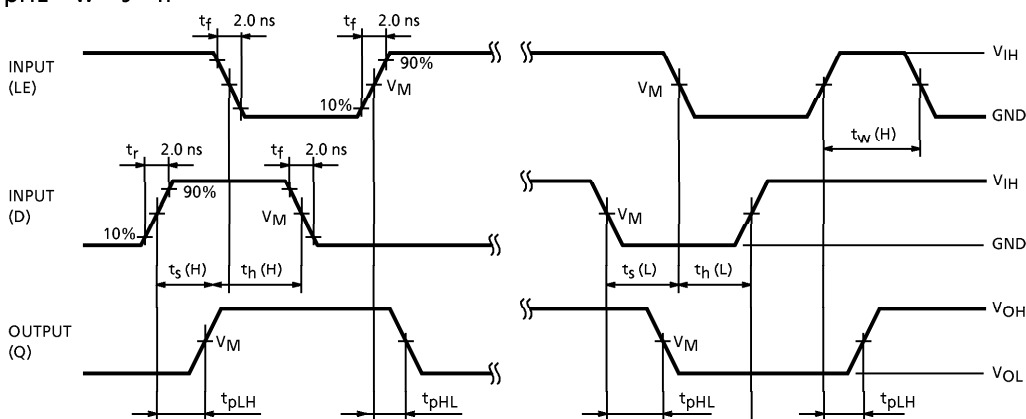 tf 2.0 ns tf 2.0 ns
INPUT
(LE)
90%
VM
10%
VM
VIH
GND
tw (H)
tr 2.0 ns tf 2.0 ns
INPUT
(D)
90%
VM
10%
VM
VIH
GND
ts (H) th (H) ts (L) th (L)
OUTPUT
(Q)
VM
VM
VOH
VOL
tpLH tpHL tpHL tpLH